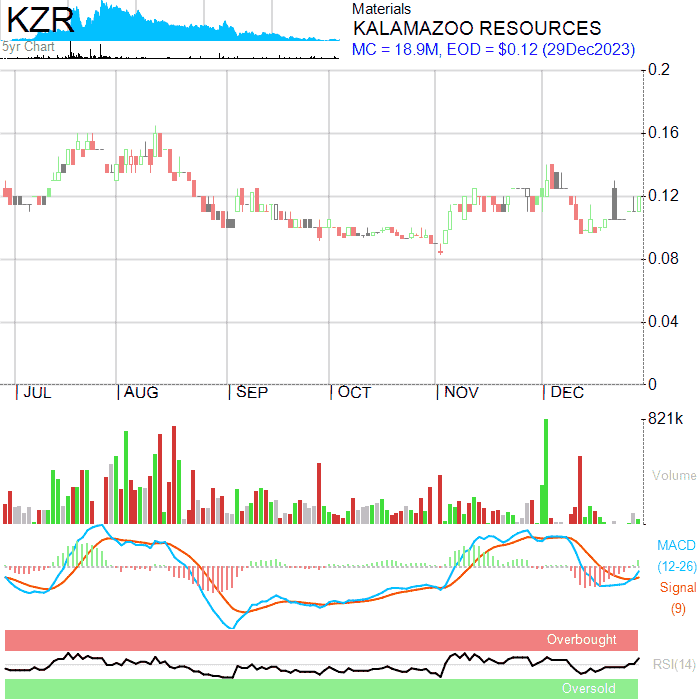 KZR
5yr Chart
Materials
KALAMAZOO RESOURCES
MC = 18.9M, EOD = $0.12 (29Dec2023)
0.2
0.16
0.12
0.08
0.04
0
JUL AUG SEP OCT NOV DEC
821k
Volume
MACD
(12-26)
Signal
(9)
Overbought
RSI(14)
Oversold